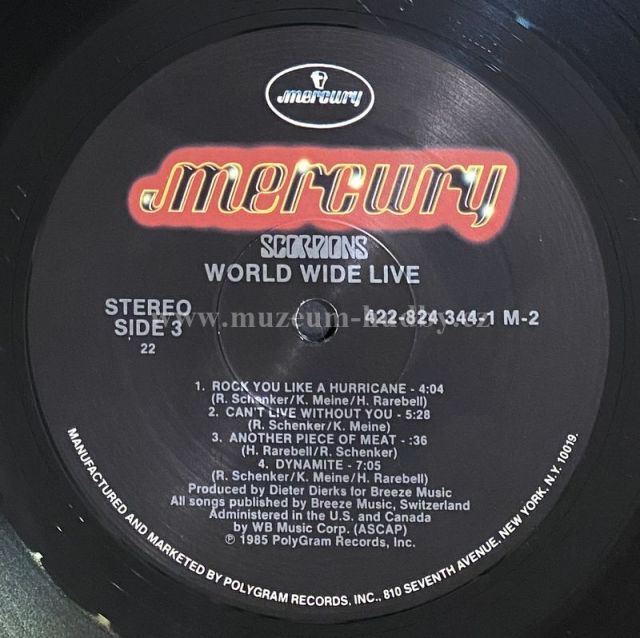 mercury
mercury
SCORPIONS
WORLD WIDE LIVE
STEREO
SIDE 3
22
422-824 344-1 M-2
www.muzeum-hudby.cz
1. ROCK YOU LIKE A HURRICANE - 4:04
(R. Schenker/K. Meine/H. Rarebell)
2. CAN'T LIVE WITHOUT YOU - 5:28
(R. Schenker/K. Meine)
3. ANOTHER PIECE OF MEAT - :36
(H. Rarebell/R. Schenker)
4. DYNAMITE - 7:05
(R. Schenker/K. Meine/H. Rarebell)
Produced by Dieter Dierks for Breeze Music
All songs published by Breeze Music, Switzerland
Administered in the U.S. and Canada
by WB Music Corp. (ASCAP)
℗ 1985 PolyGram Records, Inc.
MANUFACTURED AND MARKETED BY POLYGRAM RECORDS, INC., 810 SEVENTH AVENUE, NEW YORK, N.Y. 10019.